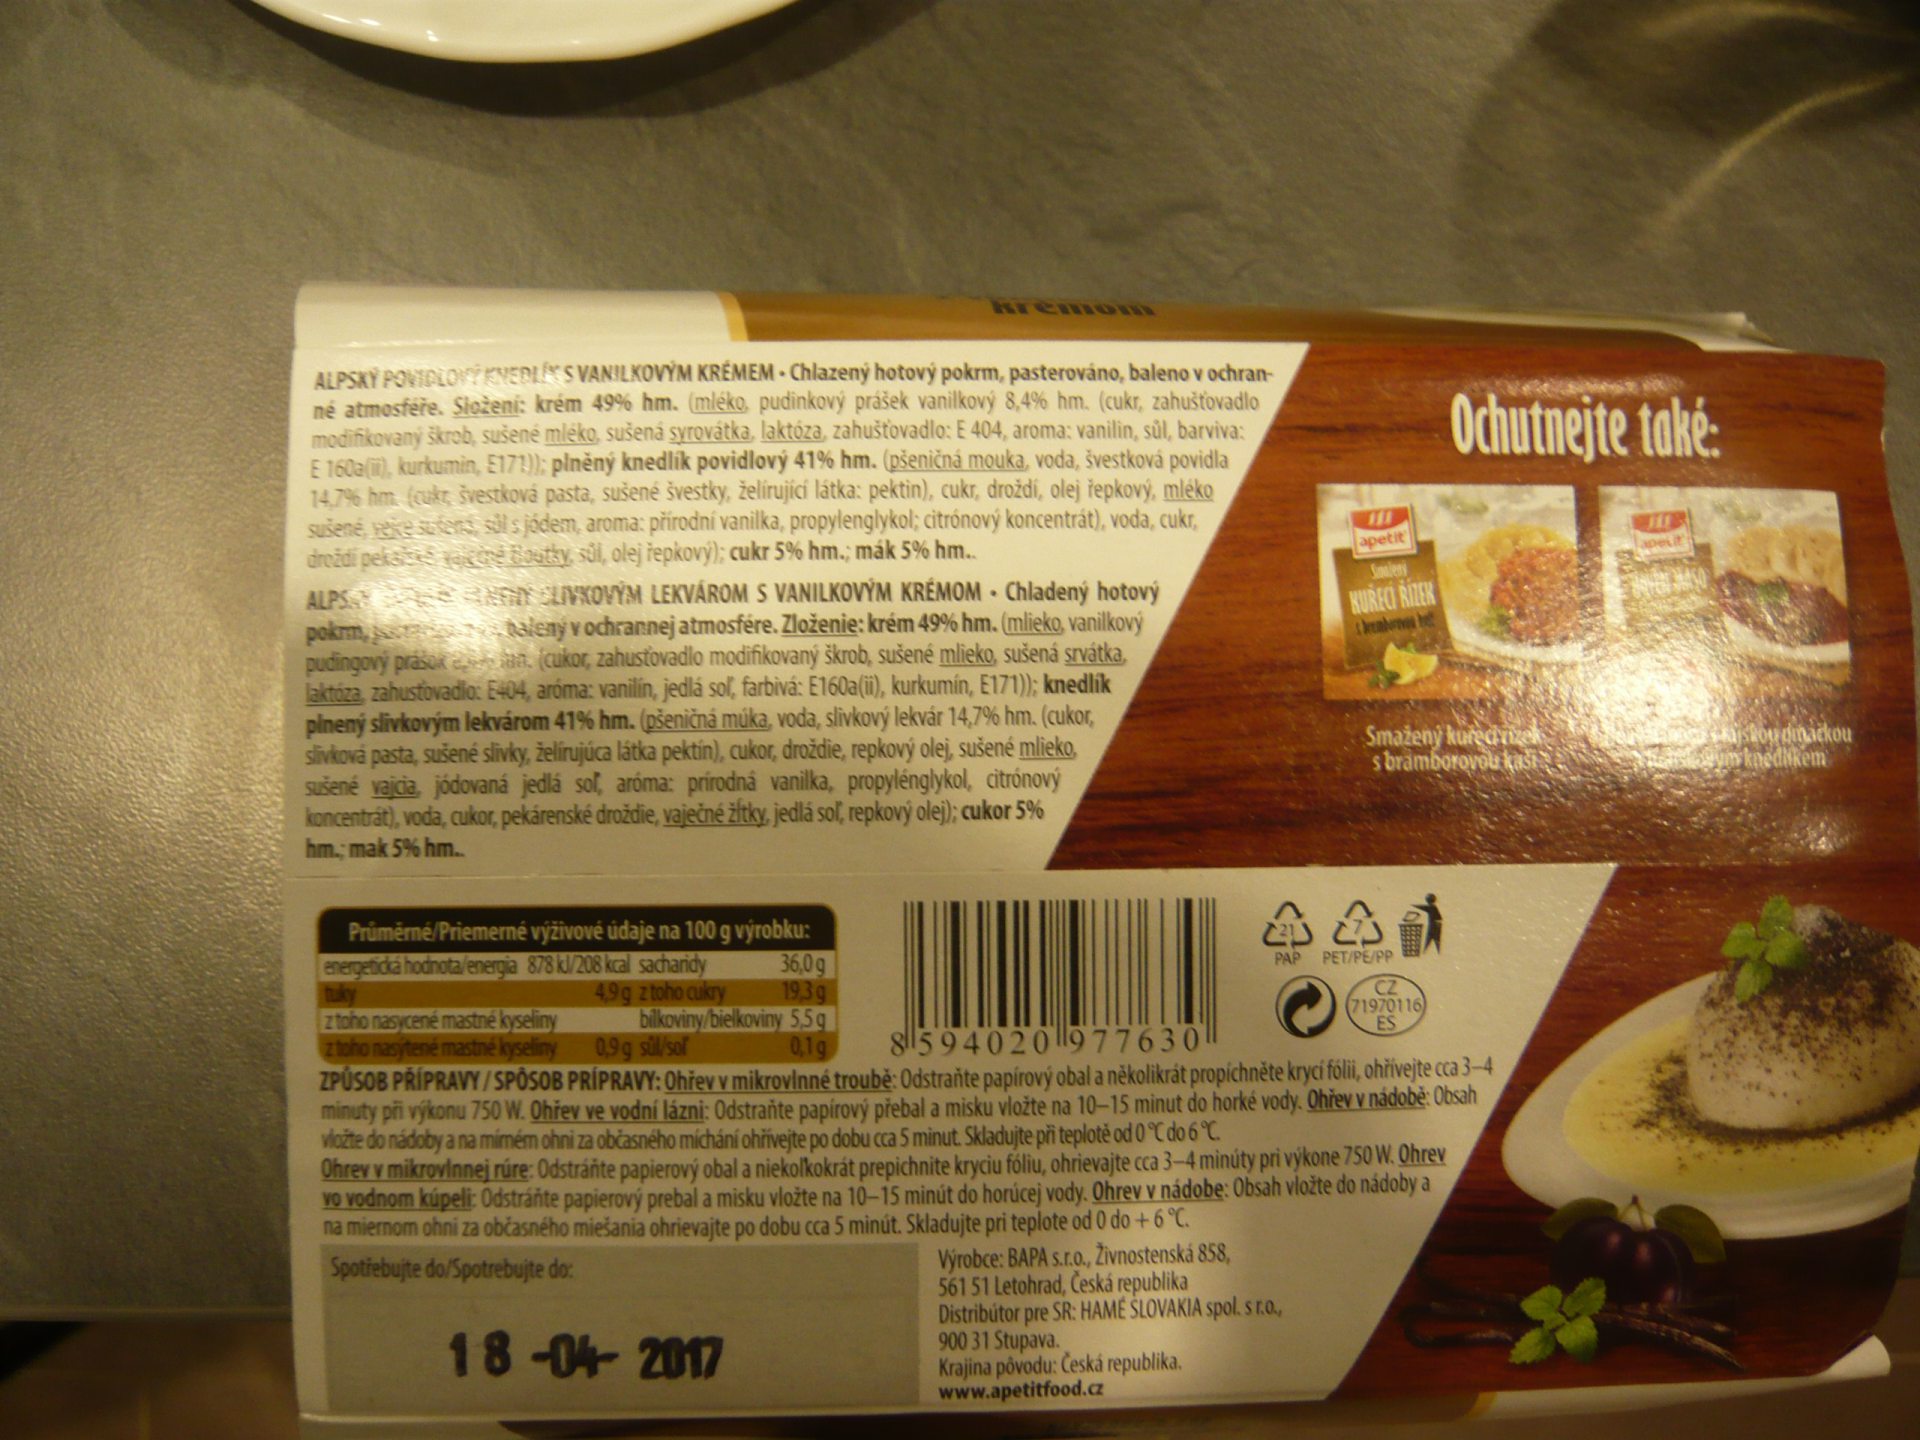 krémom
ALPSKÝ POVIDLOVÝ KNEDLÍK S VANILKOVÝM KRÉMEM • Chlazený hotový pokrm, pasterováno, baleno v ochran-
né atmosféře. Složení: krém 49% hm. (mléko, pudinkový prášek vanilkový 8,4% hm. (cukr, zahušťovadlo
modifikovaný škrob, sušené mléko, sušená syrovátka, laktóza, zahušťovadlo: E 404, aroma: vanilin, sůl, barviva:
E 160a(ii), kurkumin, E171)); plněný knedlík povidlový 41% hm. (pšeničná mouka, voda, švestková povidla
14,7% hm. (cukr, švestková pasta, sušené švestky, želírující látka: pektin), cukr, droždí, olej řepkový, mléko
sušené, vejce sušená, sůl s jódem, aroma: přírodní vanilka, propylenglykol; citrónový koncentrát), voda, cukr,
droždí pekařské, vaječné žloutky, sůl, olej řepkový); cukr 5% hm.; mák 5% hm..
SLIVKOVÝM LEKVÁROM S VANILKOVÝM KRÉMOM • Chladený hotový
pokrm, balený v ochrannej atmosfére. Zloženie: krém 49% hm. (mlieko, vanilkový
pudingový prášok hm. (cukor, zahusťovadlo modifikovaný škrob, sušené mlieko, sušená srvátka,
laktóza, zahusťovadlo: E404, aróma: vanilín, jedlá soľ, farbivá: E160a(ii), kurkumín, E171)); knedlík
plnený slivkovým lekvárom 41% hm. (pšeničná múka, voda, slivkový lekvár 14,7% hm. (cukor,
slivková pasta, sušené slivky, želírujúca látka pektín), cukor, droždie, repkový olej, sušené mlieko,
sušené vajcia, jódovaná jedlá soľ, aróma: prírodná vanilka, propylénglykol, citrónový
koncentrát), voda, cukor, pekárenské droždie, vaječné žĺtky, jedlá soľ, repkový olej); cukor 5%
hm.; mak 5% hm..
Ochutnejte také:
apetit
Smažený
KUŘECÍ ŘÍZEK
s bramborovou kaší
apetit
Smažený kuřecí řízek
s bramborovou kaší
knedlíkem
Průměrné/Priemerné výživové údaje na 100 g výrobku:
energetická hodnota/energia 878 kJ/208 kcal sacharidy 36,0 g
tuky 4,9 g z toho cukry 19,3 g
z toho nasycené mastné kyseliny bílkoviny/bielkoviny 5,5 g
z toho nasýtené mastné kyseliny 0,9 g sůl/soľ 0,1 g
8 594020 977630
21
PAP
7
PET/PE/PP
CZ
71970116
ES
ZPŮSOB PŘÍPRAVY / SPÔSOB PRÍPRAVY: Ohřev v mikrovlnné troubě: Odstraňte papírový obal a několikrát propíchněte krycí fólii, ohřívejte cca 3–4
minuty při výkonu 750 W. Ohřev ve vodní lázni: Odstraňte papírový přebal a misku vložte na 10–15 minut do horké vody. Ohřev v nádobě: Obsah
vložte do nádoby a na mírném ohni za občasného míchání ohřívejte po dobu cca 5 minut. Skladujte při teplotě od 0 °C do 6 °C.
Ohrev v mikrovlnnej rúre: Odstráňte papierový obal a niekoľkokrát prepichnite kryciu fóliu, ohrievajte cca 3–4 minúty pri výkone 750 W. Ohrev
vo vodnom kúpeli: Odstráňte papierový prebal a misku vložte na 10–15 minút do horúcej vody. Ohrev v nádobe: Obsah vložte do nádoby a
na miernom ohni za občasného miešania ohrievajte po dobu cca 5 minút. Skladujte pri teplote od 0 do + 6 °C.
Spotřebujte do/Spotrebujte do:
18 -04- 2017
Výrobce: BAPA s.r.o., Živnostenská 858,
561 51 Letohrad, Česká republika
Distribútor pre SR: HAMÉ SLOVAKIA spol. s r.o.,
900 31 Stupava.
Krajina pôvodu: Česká republika.
www.apetitfood.cz